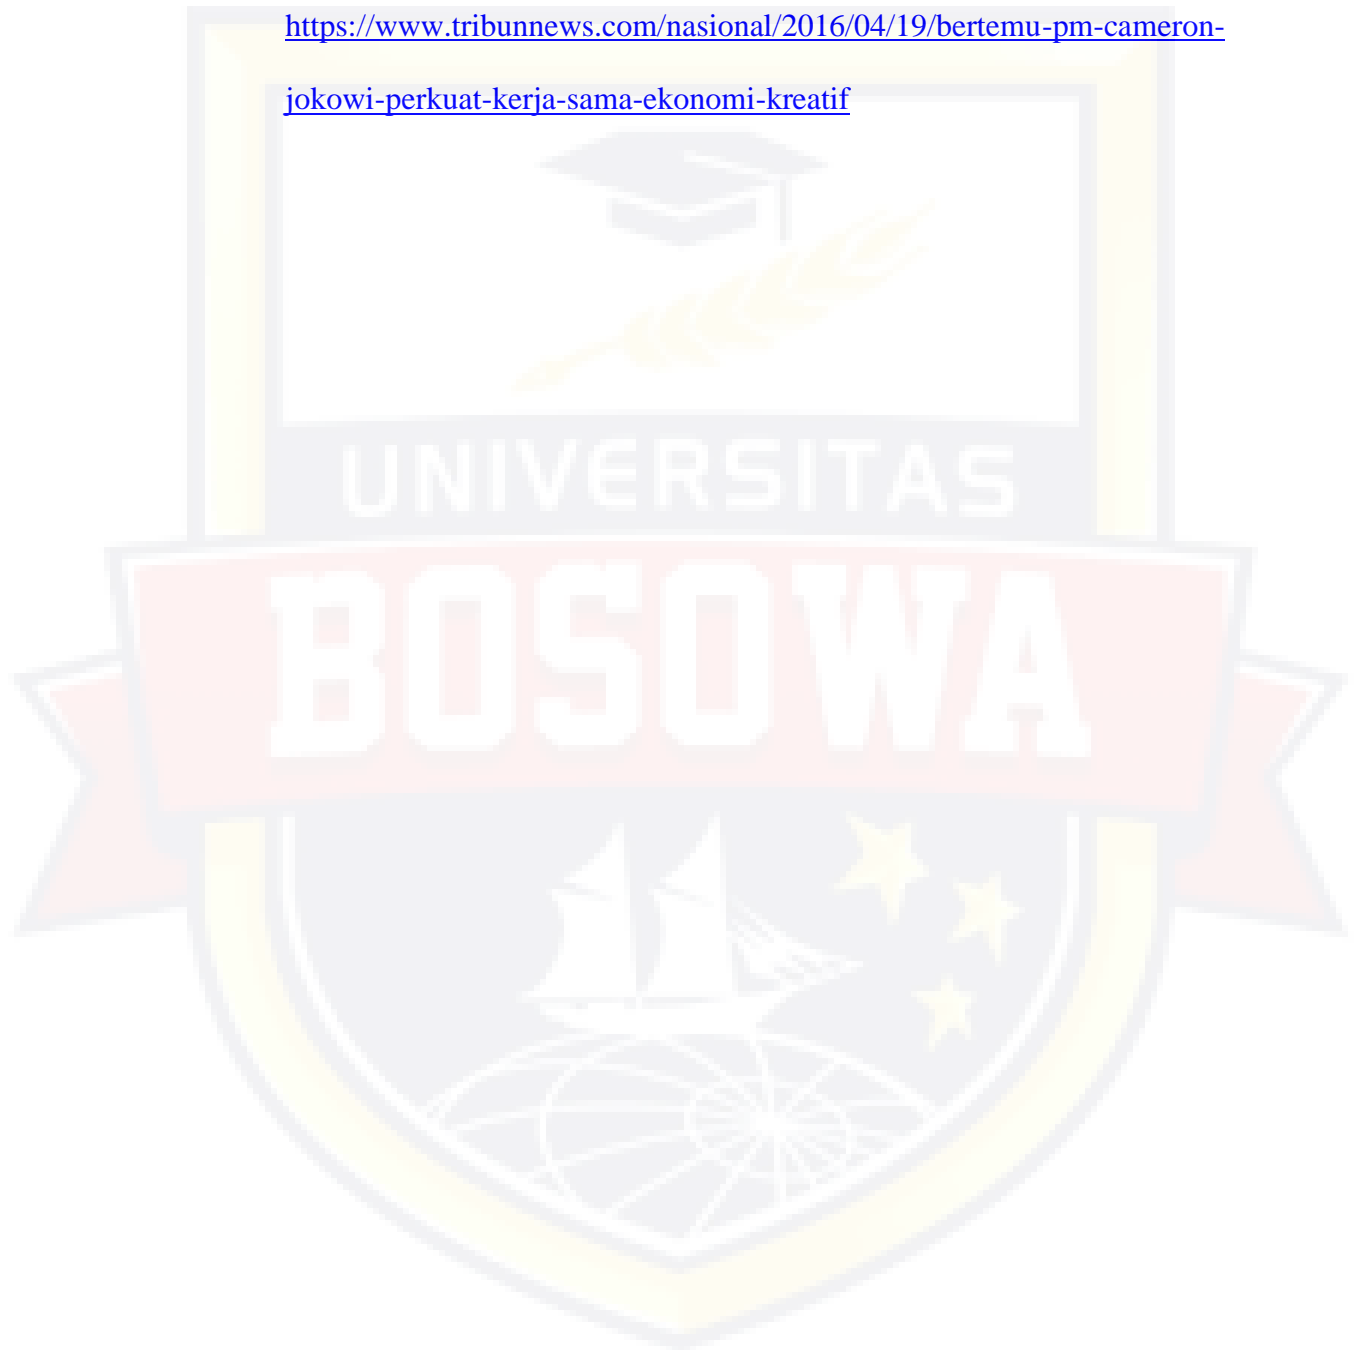 https://www.tribunnews.com/nasional/2016/04/19/bertemu-pm-cameron-
jokowi-perkuat-kerja-sama-ekonomi-kreatif
UNIVERSITAS
BOSOWA